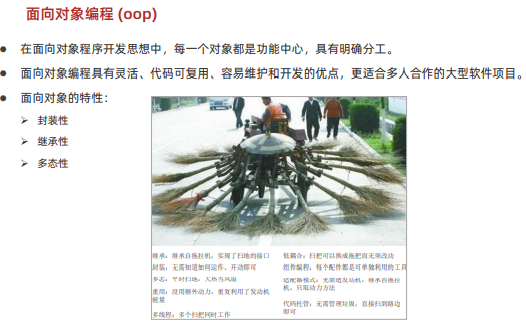 面向对象编程 (oop)
在面向对象程序开发思想中，每一个对象都是功能中心，具有明确分工。
面向对象编程具有灵活、代码可复用、容易维护和开发的优点，更适合多人合作的大型软件项目。
面向对象的特性：
封装性
继承性
多态性
继承：继承自拖拉机，实现了扫地的接口
封装：无需知道如何运作，开动即可
多态：平时扫地，天热当风扇
重用：没用额外动力，重复利用了发动机
能量
多线程：多个扫把同时工作
低耦合：扫把可以换成拖把而无须改动
组件编程：每个配件都是可单独利用的工具
适配器模式：无需造发动机，继承自拖拉
机，只取动力方法
代码托管：无需管理垃圾，直接扫到路边
即可